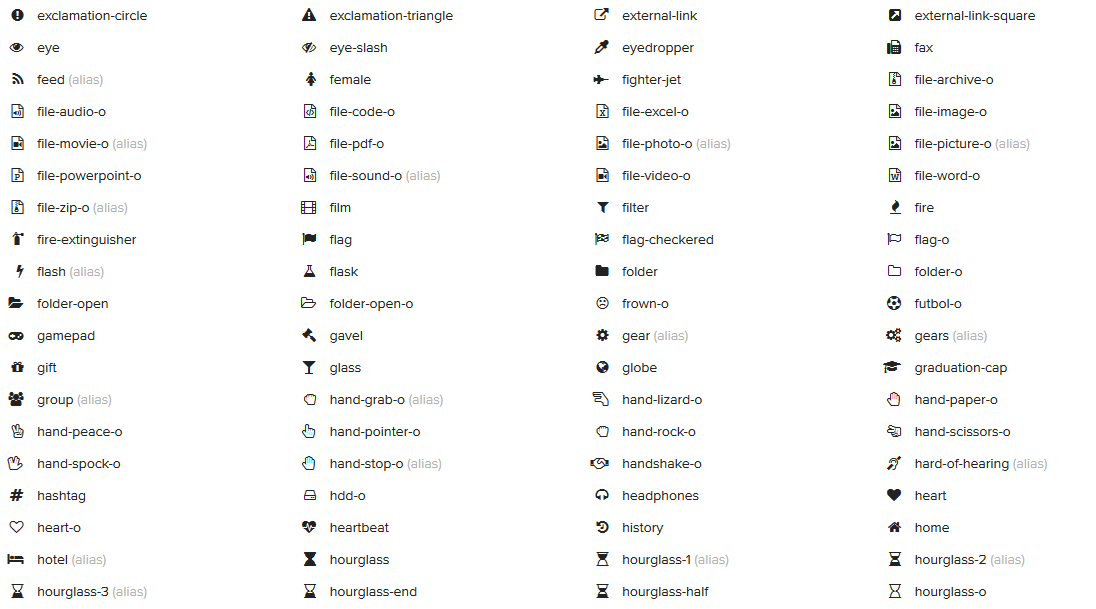 exclamation-circle exclamation-triangle external-link external-link-square
eye eye-slash eyedropper fax
feed (alias) female fighter-jet file-archive-o
file-audio-o file-code-o file-excel-o file-image-o
file-movie-o (alias) file-pdf-o file-photo-o (alias) file-picture-o (alias)
file-powerpoint-o file-sound-o (alias) file-video-o file-word-o
file-zip-o (alias) film filter fire
fire-extinguisher flag flag-checkered flag-o
flash (alias) flask folder folder-o
folder-open folder-open-o frown-o futbol-o
gamepad gavel gear (alias) gears (alias)
gift glass globe graduation-cap
group (alias) hand-grab-o (alias) hand-lizard-o hand-paper-o
hand-peace-o hand-pointer-o hand-rock-o hand-scissors-o
hand-spock-o hand-stop-o (alias) handshake-o hard-of-hearing (alias)
hashtag hdd-o headphones heart
heart-o heartbeat history home
hotel (alias) hourglass hourglass-1 (alias) hourglass-2 (alias)
hourglass-3 (alias) hourglass-end hourglass-half hourglass-o